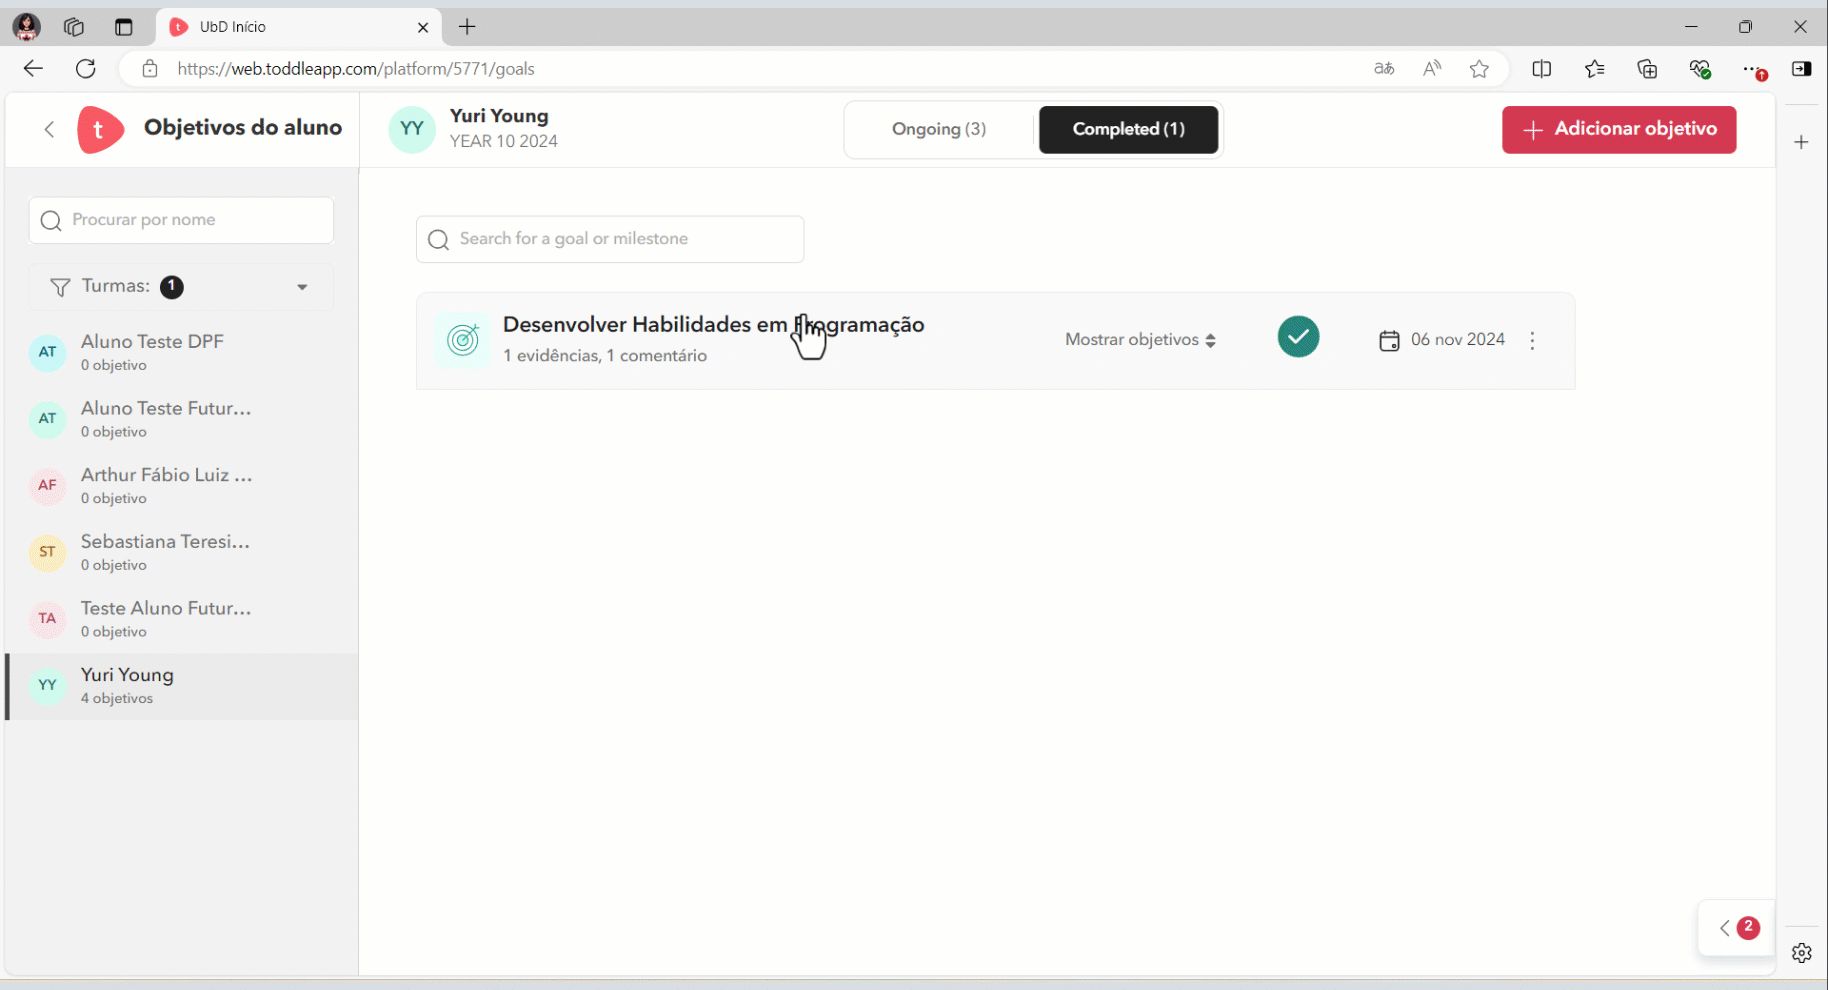 UbD Início
https://web.toddleapp.com/platform/5771/goals
t
Objetivos do aluno
YY
Yuri Young
YEAR 10 2024
Ongoing (3)
Completed (1)
Adicionar objetivo
Procurar por nome
Turmas: 1
AT
Aluno Teste DPF
0 objetivo
AT
Aluno Teste Futur...
0 objetivo
AF
Arthur Fábio Luiz ...
0 objetivo
ST
Sebastiana Teresi...
0 objetivo
TA
Teste Aluno Futur...
0 objetivo
YY
Yuri Young
4 objetivos
Search for a goal or milestone
Desenvolver Habilidades em Programação
1 evidências, 1 comentário
Mostrar objetivos
06 nov 2024
2